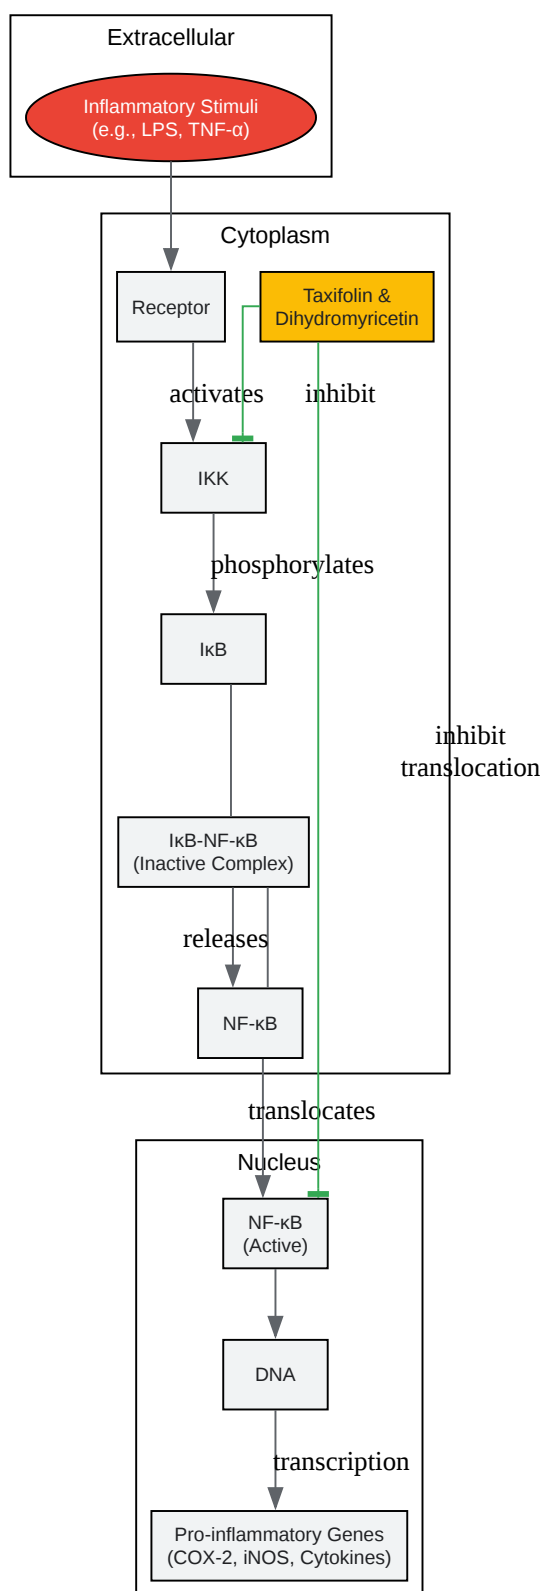 Extracellular
Inflammatory Stimuli
(e.g., LPS, TNF-α)
Cytoplasm
Receptor
Taxifolin &
Dihydromyricetin
activates
inhibit
IKK
phosphorylates
IκB
inhibit
translocation
IκB-NF-κB
(Inactive Complex)
releases
NF-κB
translocates
Nucleus
NF-κB
(Active)
DNA
transcription
Pro-inflammatory Genes
(COX-2, iNOS, Cytokines)